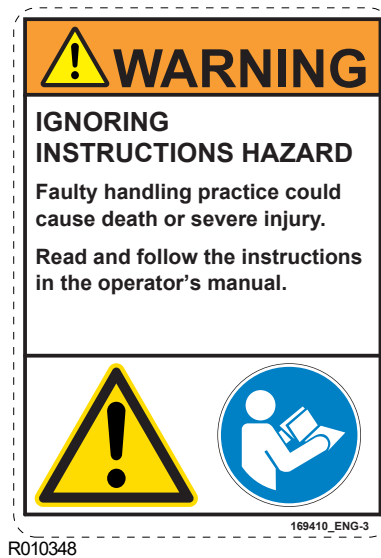 WARNING
IGNORING
INSTRUCTIONS HAZARD
Faulty handling practice could
cause death or severe injury.
Read and follow the instructions
in the operator's manual.
169410_ENG-3
R010348